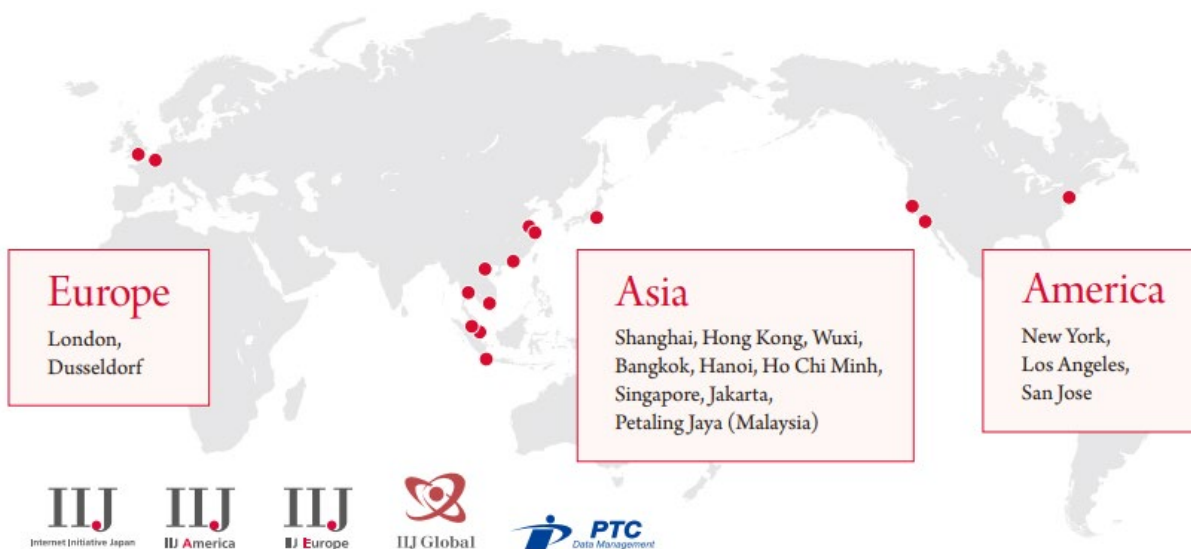 Europe
London,
Dusseldorf
Asia
Shanghai, Hong Kong, Wuxi,
Bangkok, Hanoi, Ho Chi Minh,
Singapore, Jakarta,
Petaling Jaya (Malaysia)
America
New York,
Los Angeles,
San Jose
IIJ
Internet Initiative Japan
IIJ
IIJ America
IIJ
IIJ Europe
IIJ Global
PTC
Data Management